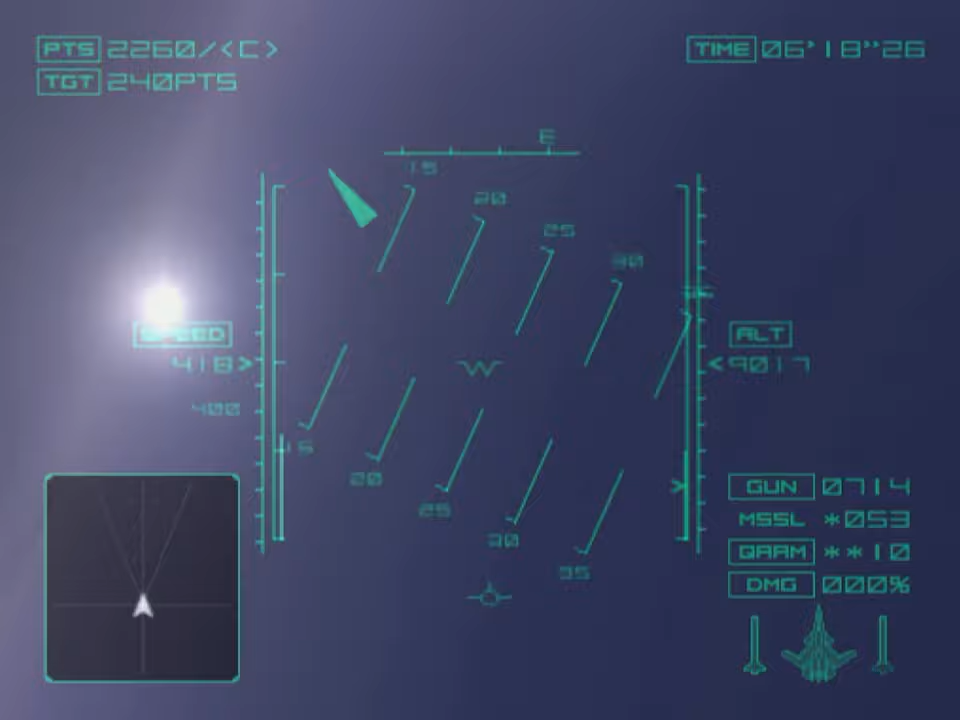 PTS 2260/<C>
TIME 06'18"26
TGT 240PTS
E
15
20
25
30
SPEED
ALT
418>
<9017
400
15
20
25
30
35
GUN 0714
MSSL *053
QAAM **10
DMG 000%